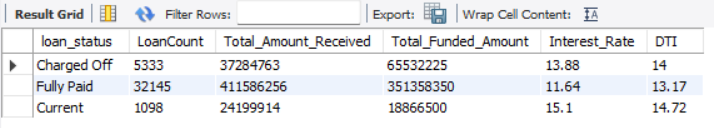 Result Grid Filter Rows: Export: Wrap Cell Content: IA
loan_status LoanCount Total_Amount_Received Total_Funded_Amount Interest_Rate DTI
Charged Off 5333 37284763 65532225 13.88 14
Fully Paid 32145 411586256 351358350 11.64 13.17
Current 1098 24199914 18866500 15.1 14.72